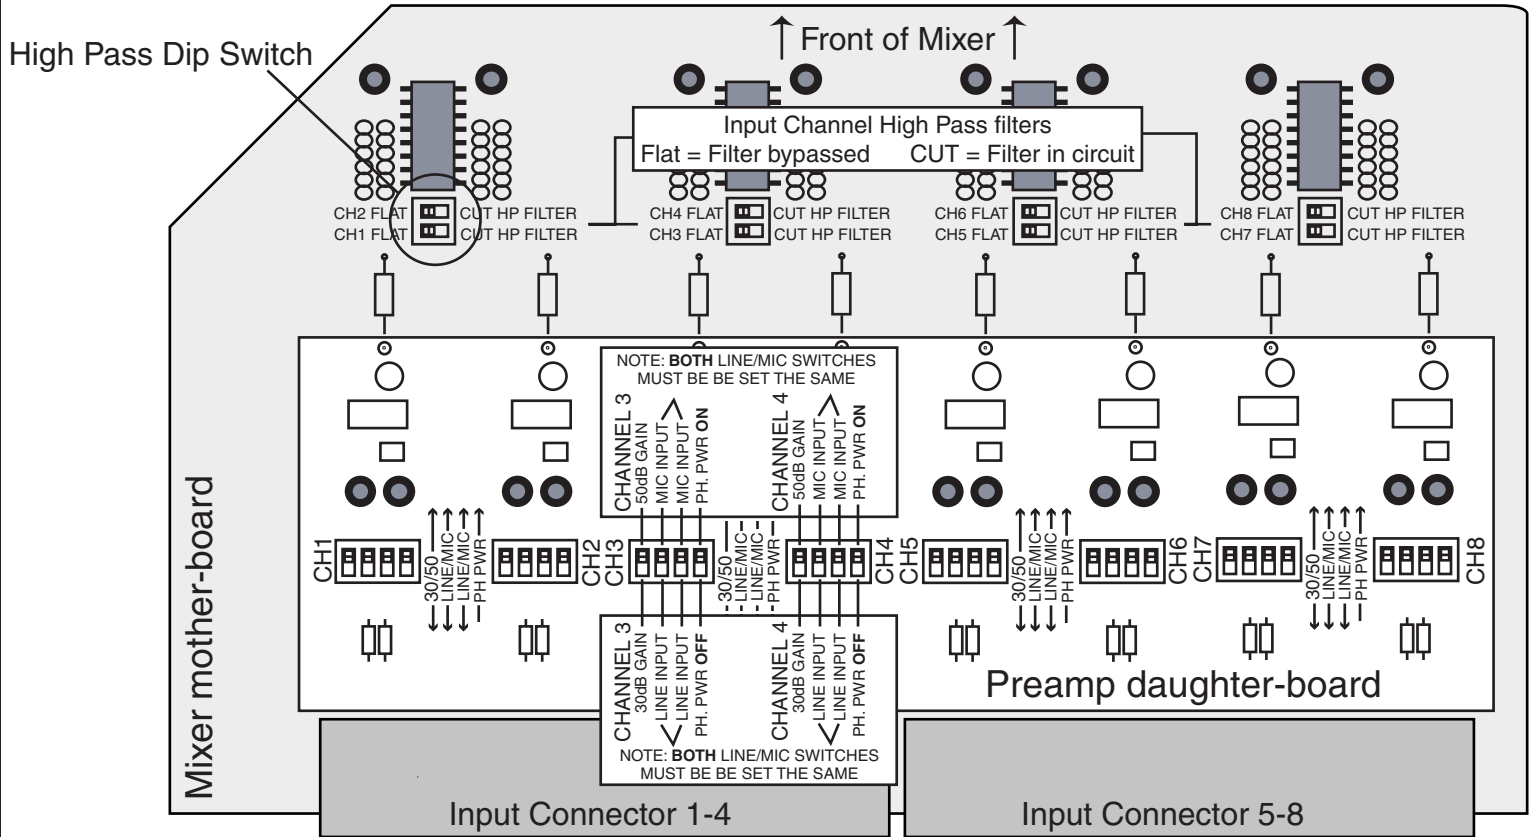 Front of Mixer
High Pass Dip Switch
Input Channel High Pass filters
Flat = Filter bypassed CUT = Filter in circuit
CH2 FLAT CUT HP FILTER
CH1 FLAT CUT HP FILTER
CH4 FLAT CUT HP FILTER
CH3 FLAT CUT HP FILTER
CH6 FLAT CUT HP FILTER
CH5 FLAT CUT HP FILTER
CH8 FLAT CUT HP FILTER
CH7 FLAT CUT HP FILTER
NOTE: BOTH LINE/MIC SWITCHES
MUST BE BE SET THE SAME
CHANNEL 3
50dB GAIN
MIC INPUT
MIC INPUT
PH. PWR ON
CHANNEL 4
50dB GAIN
MIC INPUT
MIC INPUT
PH. PWR ON
CH1
30/50
LINE/MIC
LINE/MIC
PH PWR
CH2
CH3
30/50
LINE/MIC
LINE/MIC
PH PWR
CH4
CH5
30/50
LINE/MIC
LINE/MIC
PH PWR
CH6
CH7
30/50
LINE/MIC
LINE/MIC
PH PWR
CH8
CHANNEL 3
30dB GAIN
LINE INPUT
LINE INPUT
PH. PWR OFF
CHANNEL 4
30dB GAIN
LINE INPUT
LINE INPUT
PH. PWR OFF
NOTE: BOTH LINE/MIC SWITCHES
MUST BE BE SET THE SAME
Preamp daughter-board
Mixer mother-board
Input Connector 1-4
Input Connector 5-8